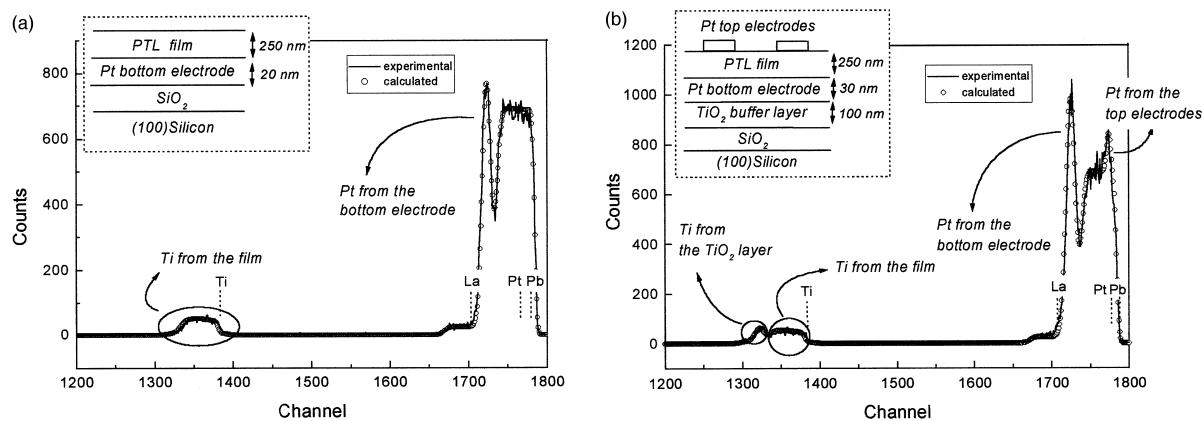 (a)
PTL film
250 nm
Pt bottom electrode
20 nm
SiO2
(100)Silicon
experimental
calculated
Pt from the
bottom electrode
Ti from the film
Ti
La
Pt
Pb
800
600
400
200
0
Counts
1200
1300
1400
1500
1600
1700
1800
Channel
(b)
Pt top electrodes
PTL film
250 nm
Pt bottom electrode
30 nm
TiO2 buffer layer
100 nm
SiO2
(100)Silicon
experimental
calculated
Pt from the
top electrodes
Pt from the
bottom electrode
Ti from
the TiO2 layer
Ti from the film
Ti
La
Pt
Pb
1200
1000
800
600
400
200
0
Counts
1200
1300
1400
1500
1600
1700
1800
Channel